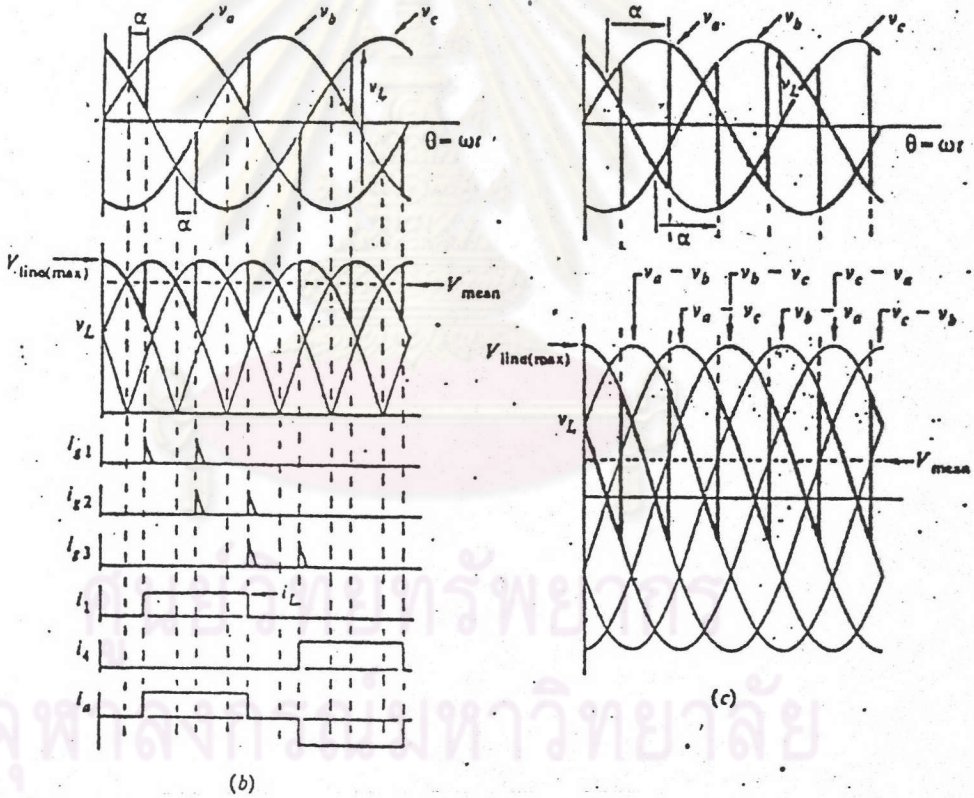 α
v_a
v_b
v_c
v_L
θ = ωt
α
V_line(max)
V_mean
v_L
i_g1
i_g2
i_g3
i_1
i_L
i_4
i_a
(b)
α
v_a
v_b
v_c
v_L
θ = ωt
α
v_a - v_b
v_b - v_c
v_c - v_a
v_a - v_c
v_b - v_a
v_c - v_b
V_line(max)
v_L
V_mean
(c)
ศูนย์วิทยทรัพยากร
จุฬาลงกรณ์มหาวิทยาลัย